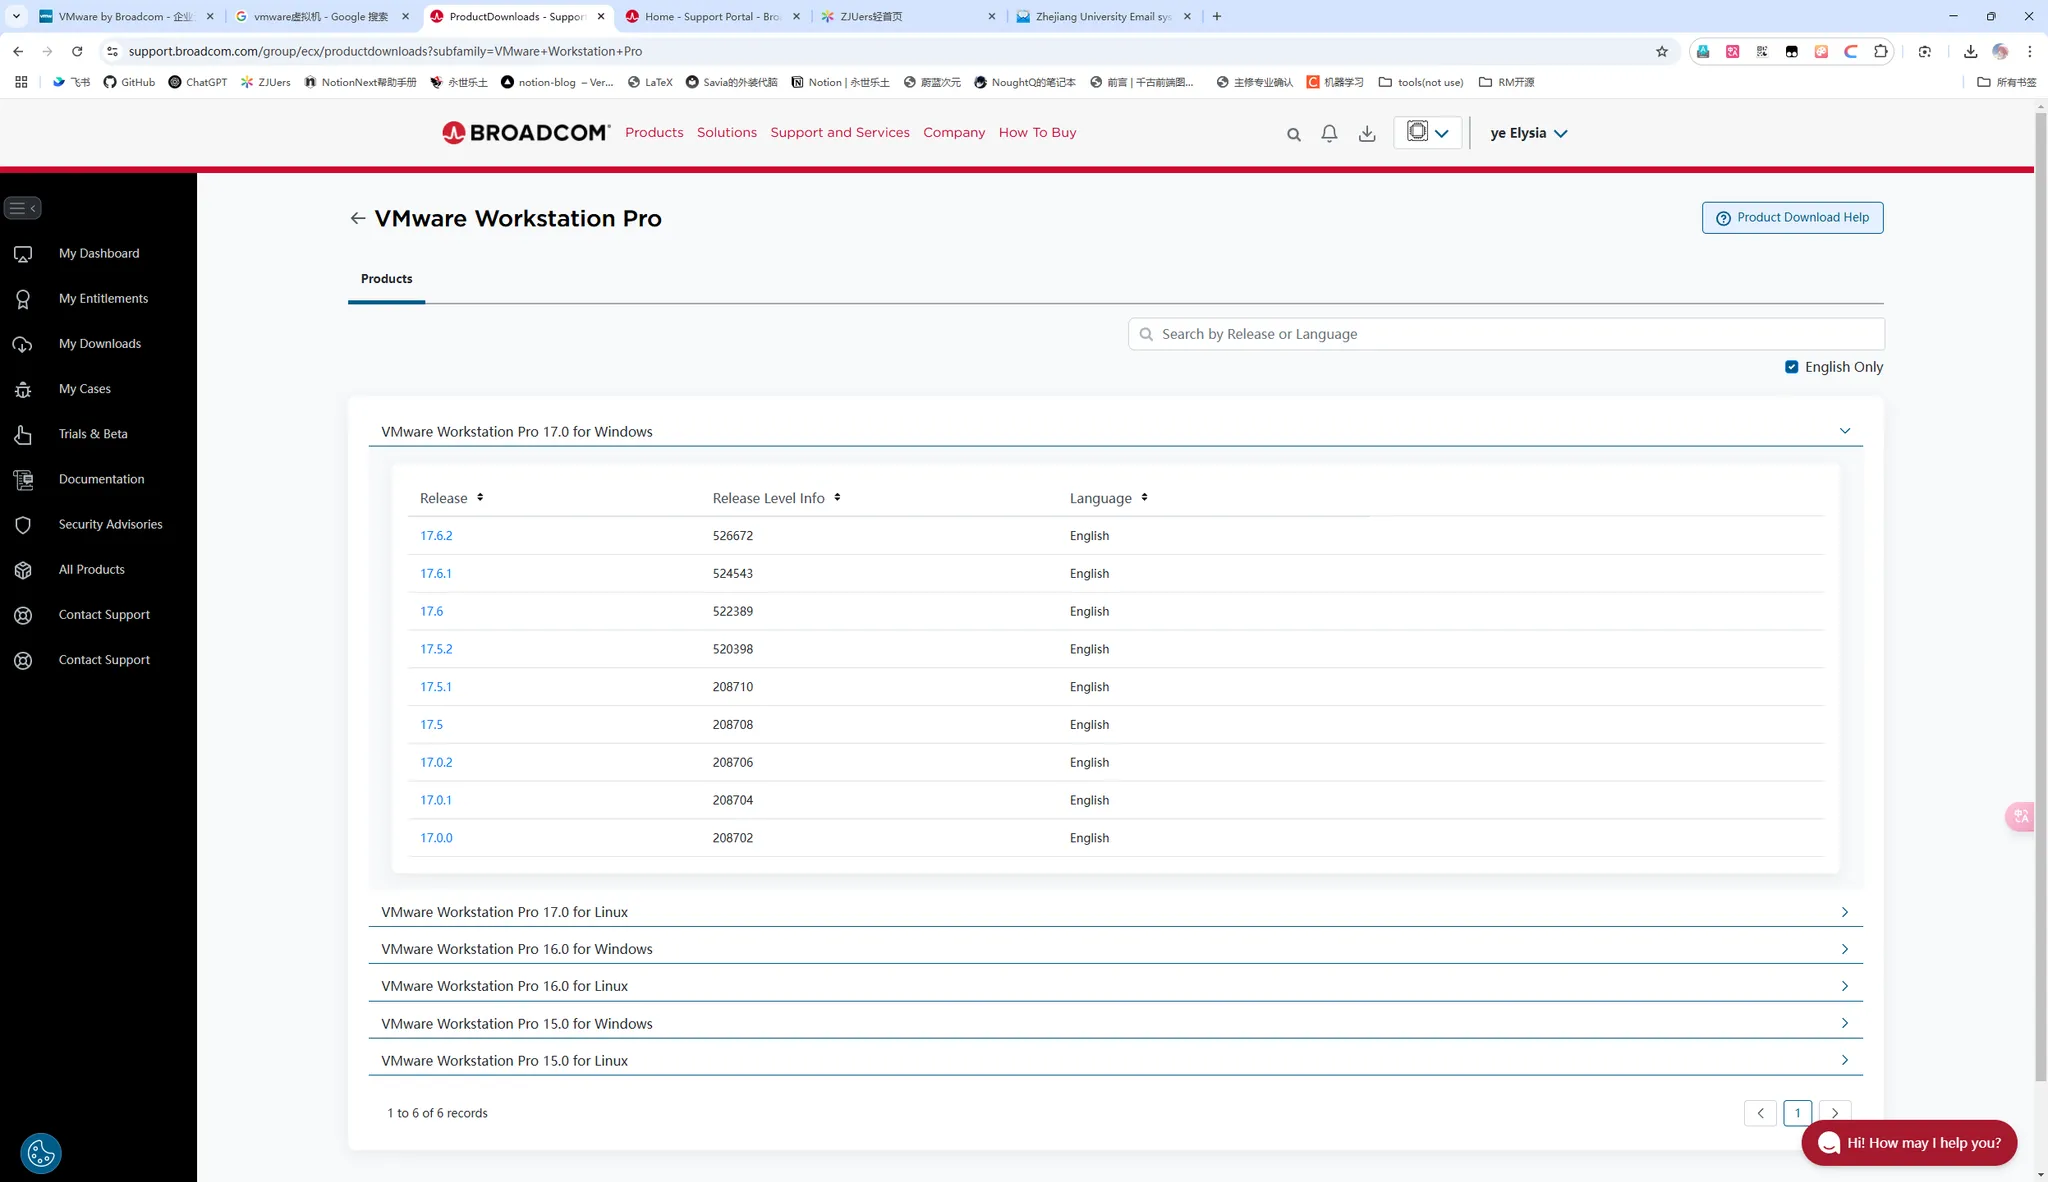 VMware by Broadcom - 企业
vmware虚拟机 - Google 搜索
ProductDownloads - Suppor
Home - Support Portal - Bro
ZJUers轻首页
Zhejiang University Email sys
support.broadcom.com/group/ecx/productdownloads?subfamily=VMware+Workstation+Pro
飞书
GitHub
ChatGPT
ZJUers
NotionNext帮助手册
永世乐土
notion-blog – Ver...
LaTeX
Savia的外装代脑
Notion | 永世乐土
蔚蓝次元
NoughtQ的笔记本
前言 | 千古前端图...
主修专业确认
机器学习
tools(not use)
RM开源
所有书签
BROADCOM
Products
Solutions
Support and Services
Company
How To Buy
ye Elysia
My Dashboard
My Entitlements
My Downloads
My Cases
Trials & Beta
Documentation
Security Advisories
All Products
Contact Support
Contact Support
VMware Workstation Pro
Product Download Help
Products
Search by Release or Language
English Only
VMware Workstation Pro 17.0 for Windows
Release Release Level Info Language
17.6.2 526672 English
17.6.1 524543 English
17.6 522389 English
17.5.2 520398 English
17.5.1 208710 English
17.5 208708 English
17.0.2 208706 English
17.0.1 208704 English
17.0.0 208702 English
VMware Workstation Pro 17.0 for Linux
VMware Workstation Pro 16.0 for Windows
VMware Workstation Pro 16.0 for Linux
VMware Workstation Pro 15.0 for Windows
VMware Workstation Pro 15.0 for Linux
1 to 6 of 6 records
1
Hi! How may I help you?